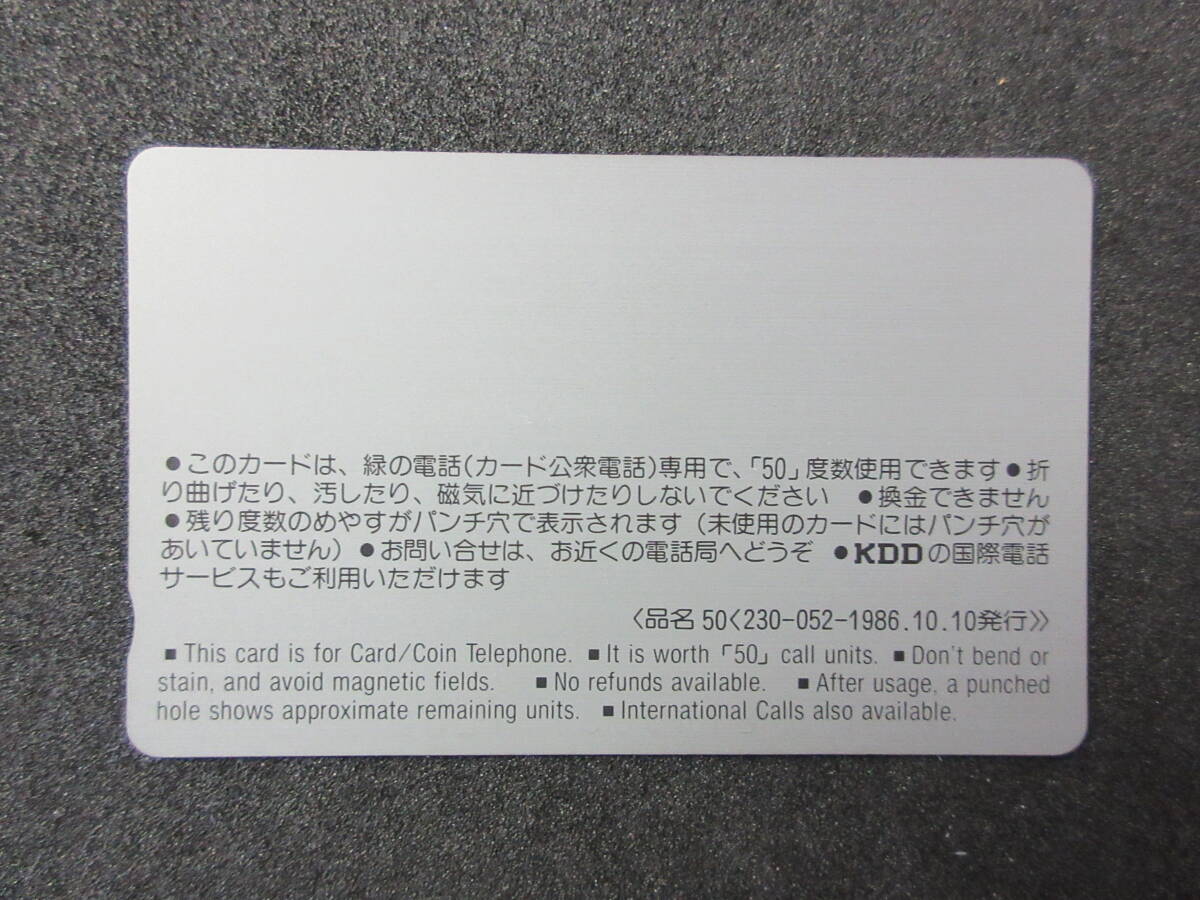 ●このカードは、緑の電話(カード公衆電話)専用で、「50」度数使用できます●折
り曲げたり、汚したり、磁気に近づけたりしないでください ●換金できません
●残り度数のめやすがパンチ穴で表示されます(未使用のカードにはパンチ穴が
あいていません)●お問い合せは、お近くの電話局へどうぞ ●KDDの国際電話
サービスもご利用いただけます
〈品名 50〈230-052-1986.10.10発行〉〉
■ This card is for Card/Coin Telephone. ■ It is worth「50」call units. ■ Don't bend or
stain, and avoid magnetic fields. ■ No refunds available. ■ After usage, a punched
hole shows approximate remaining units. ■ International Calls also available.